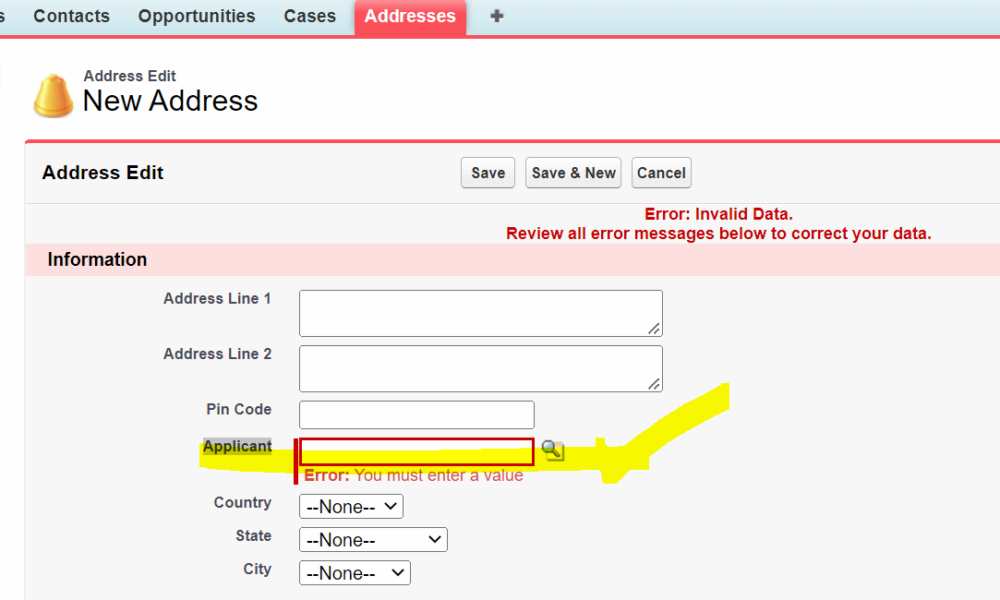 s Contacts Opportunities Cases Addresses
Address Edit
New Address
Address Edit Save Save & New Cancel
Error: Invalid Data.
Review all error messages below to correct your data.
Information
Address Line 1
Address Line 2
Pin Code
Applicant
Error: You must enter a value
Country --None--
State --None--
City --None--